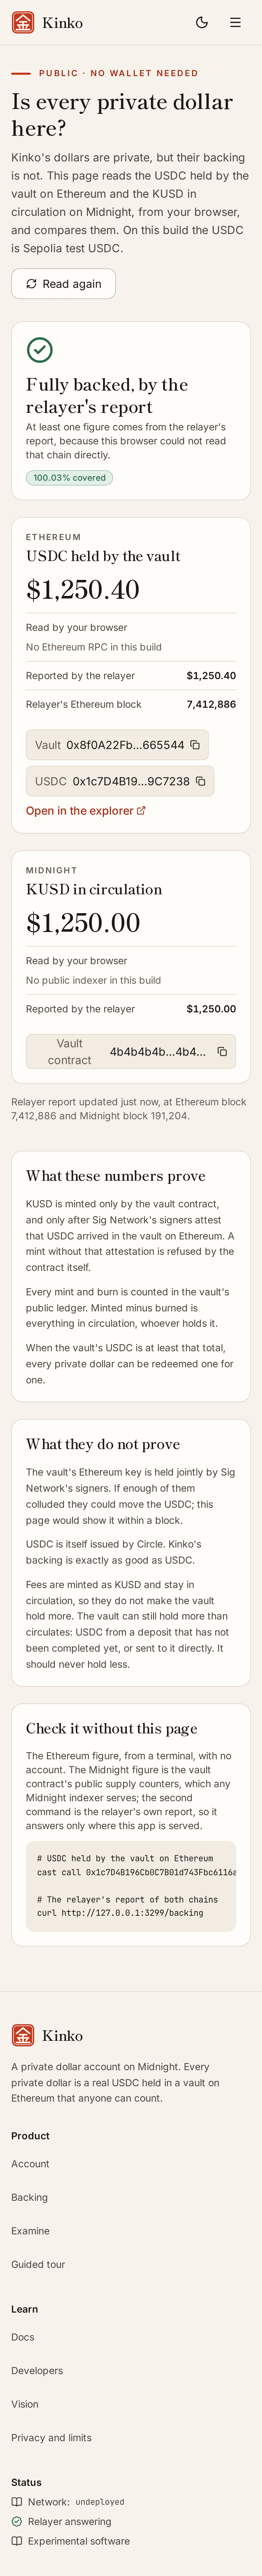 Kinko
PUBLIC · NO WALLET NEEDED
Is every private dollar
here?
Kinko's dollars are private, but their backing
is not. This page reads the USDC held by the
vault on Ethereum and the KUSD in
circulation on Midnight, from your browser,
and compares them. On this build the USDC
is Sepolia test USDC.
Read again
Fully backed, by the
relayer's report
At least one figure comes from the relayer's
report, because this browser could not read
that chain directly.
100.03% covered
ETHEREUM
USDC held by the vault
$1,250.40
Read by your browser
No Ethereum RPC in this build
Reported by the relayer $1,250.40
Relayer's Ethereum block 7,412,886
Vault 0x8f0A22Fb…665544
USDC 0x1c7D4B19…9C7238
Open in the explorer
MIDNIGHT
KUSD in circulation
$1,250.00
Read by your browser
No public indexer in this build
Reported by the relayer $1,250.00
Vault
contract 4b4b4b4b…4b4…
Relayer report updated just now, at Ethereum block
7,412,886 and Midnight block 191,204.
What these numbers prove
KUSD is minted only by the vault contract,
and only after Sig Network's signers attest
that USDC arrived in the vault on Ethereum. A
mint without that attestation is refused by the
contract itself.
Every mint and burn is counted in the vault's
public ledger. Minted minus burned is
everything in circulation, whoever holds it.
When the vault's USDC is at least that total,
every private dollar can be redeemed one for
one.
What they do not prove
The vault's Ethereum key is held jointly by Sig
Network's signers. If enough of them
colluded they could move the USDC; this
page would show it within a block.
USDC is itself issued by Circle. Kinko's
backing is exactly as good as USDC.
Fees are minted as KUSD and stay in
circulation, so they do not make the vault
hold more. The vault can still hold more than
circulates: USDC from a deposit that has not
been completed yet, or sent to it directly. It
should never hold less.
Check it without this page
The Ethereum figure, from a terminal, with no
account. The Midnight figure is the vault
contract's public supply counters, which any
Midnight indexer serves; the second
command is the relayer's own report, so it
answers only where this app is served.
# USDC held by the vault on Ethereum
cast call 0x1c7D4B196Cb0C7B01d743Fbc6116a
# The relayer's report of both chains
curl http://127.0.0.1:3299/backing
Kinko
A private dollar account on Midnight. Every
private dollar is a real USDC held in a vault on
Ethereum that anyone can count.
Product
Account
Backing
Examine
Guided tour
Learn
Docs
Developers
Vision
Privacy and limits
Status
Network: undeployed
Relayer answering
Experimental software